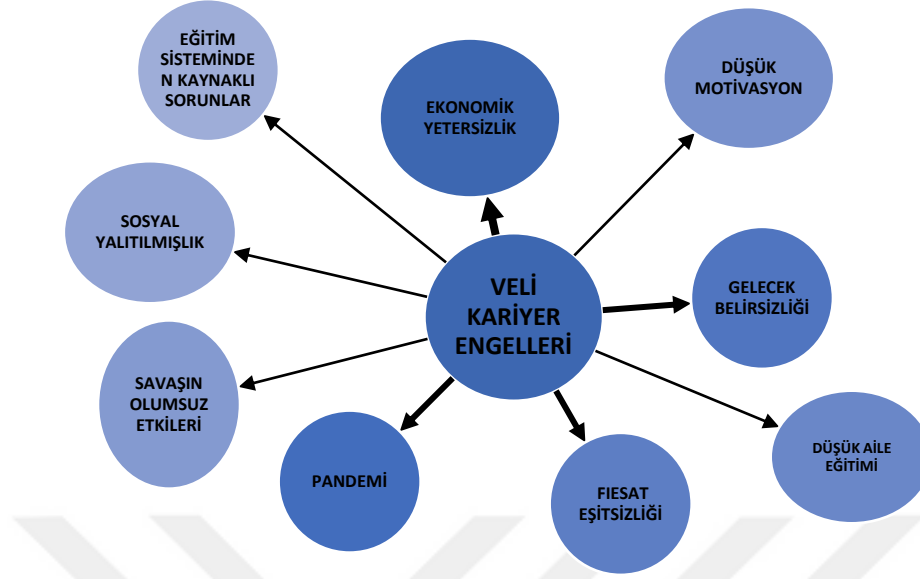 EĞİTİM
SİSTEMİNDE
N KAYNAKLI
SORUNLAR
EKONOMİK
YETERSİZLİK
DÜŞÜK
MOTİVASYON
SOSYAL
YALITILMIŞLIK
VELİ
KARİYER
ENGELLERİ
GELECEK
BELİRSİZLİĞİ
SAVAŞIN
OLUMSUZ
ETKİLERİ
PANDEMİ
FIESAT
EŞİTSİZLİĞİ
DÜŞÜK AİLE
EĞİTİMİ